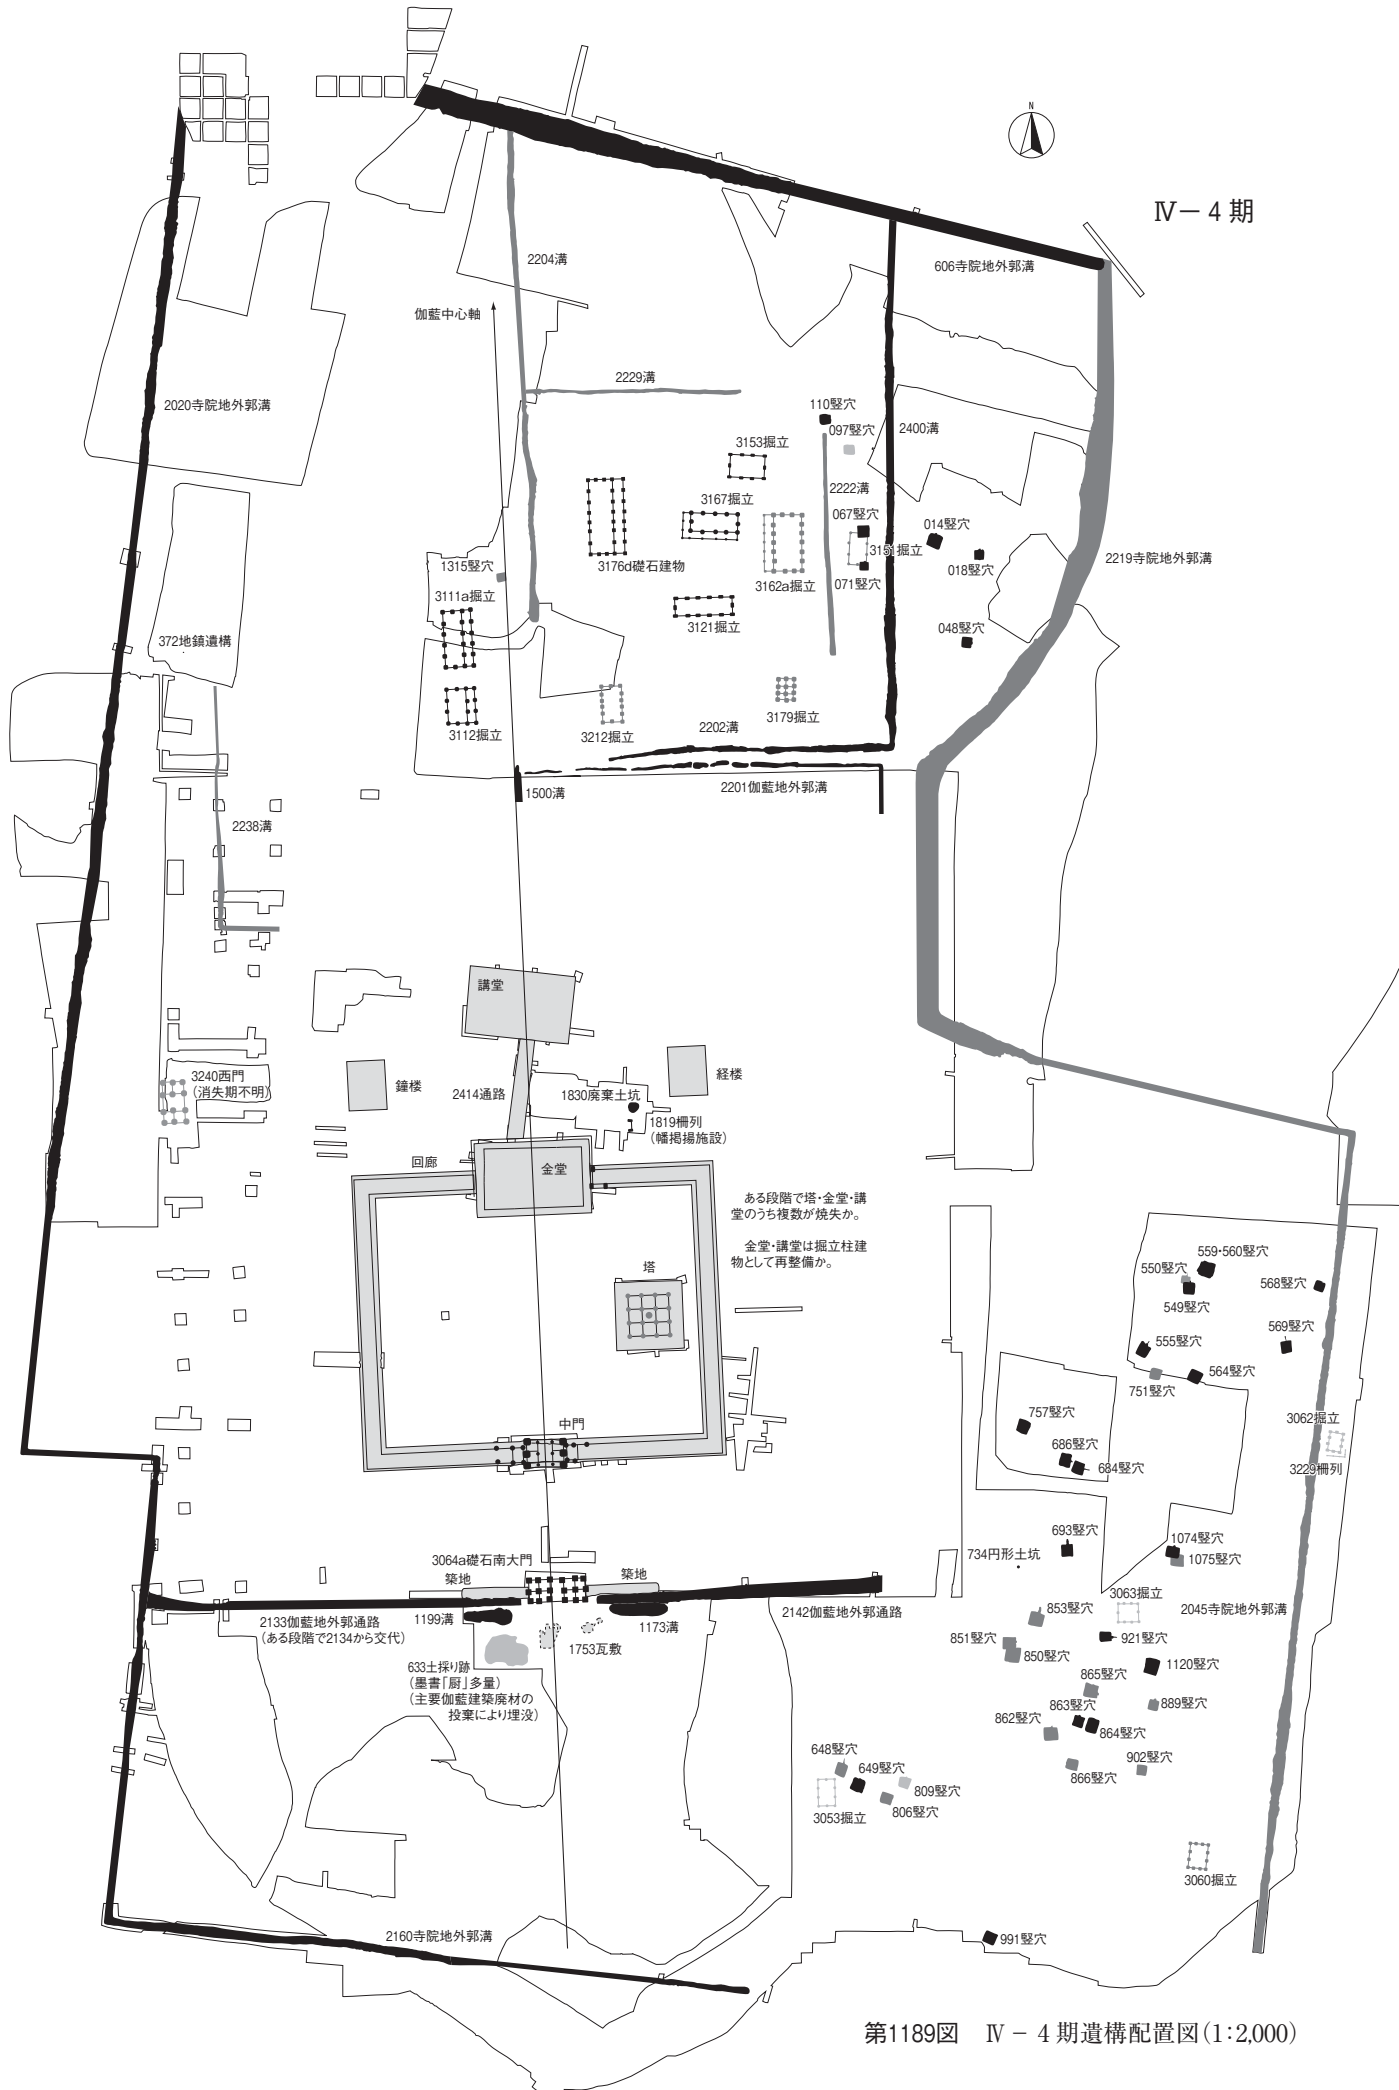 N
Ⅳ－4期
606寺院地外郭溝
2204溝
伽藍中心軸
2229溝
2020寺院地外郭溝
110竪穴
097竪穴
2400溝
3153掘立
3167掘立
2222溝
067竪穴
014竪穴
3151掘立
018竪穴
2219寺院地外郭溝
1315竪穴
3176d礎石建物
3162a掘立
071竪穴
3111a掘立
3121掘立
048竪穴
372地鎮遺構
3112掘立
3212掘立
2202溝
3179掘立
1500溝
2201伽藍地外郭溝
2238溝
講堂
3240西門
（消失期不明）
鐘楼
2414通路
1830廃棄土坑
経楼
1819柵列
（幡掲揚施設）
回廊
金堂
ある段階で塔・金堂・講
堂のうち複数が焼失か。
金堂・講堂は掘立柱建
物として再整備か。
塔
559・560竪穴
550竪穴
549竪穴
568竪穴
569竪穴
555竪穴
564竪穴
751竪穴
757竪穴
3062掘立
中門
686竪穴
684竪穴
3229柵列
693竪穴
1074竪穴
734円形土坑
1075竪穴
3064a礎石南大門
築地
築地
3063掘立
2133伽藍地外郭通路
（ある段階で2134から交代）
1199溝
1173溝
2142伽藍地外郭通路
853竪穴
2045寺院地外郭溝
1753瓦敷
851竪穴
850竪穴
921竪穴
1120竪穴
633土採り跡
（墨書「厨」多量）
（主要伽藍建築廃材の
投棄により埋没）
865竪穴
863竪穴
889竪穴
862竪穴
864竪穴
648竪穴
649竪穴
902竪穴
866竪穴
809竪穴
806竪穴
3053掘立
3060掘立
2160寺院地外郭溝
991竪穴
第1189図　Ⅳ－4期遺構配置図(1:2,000)